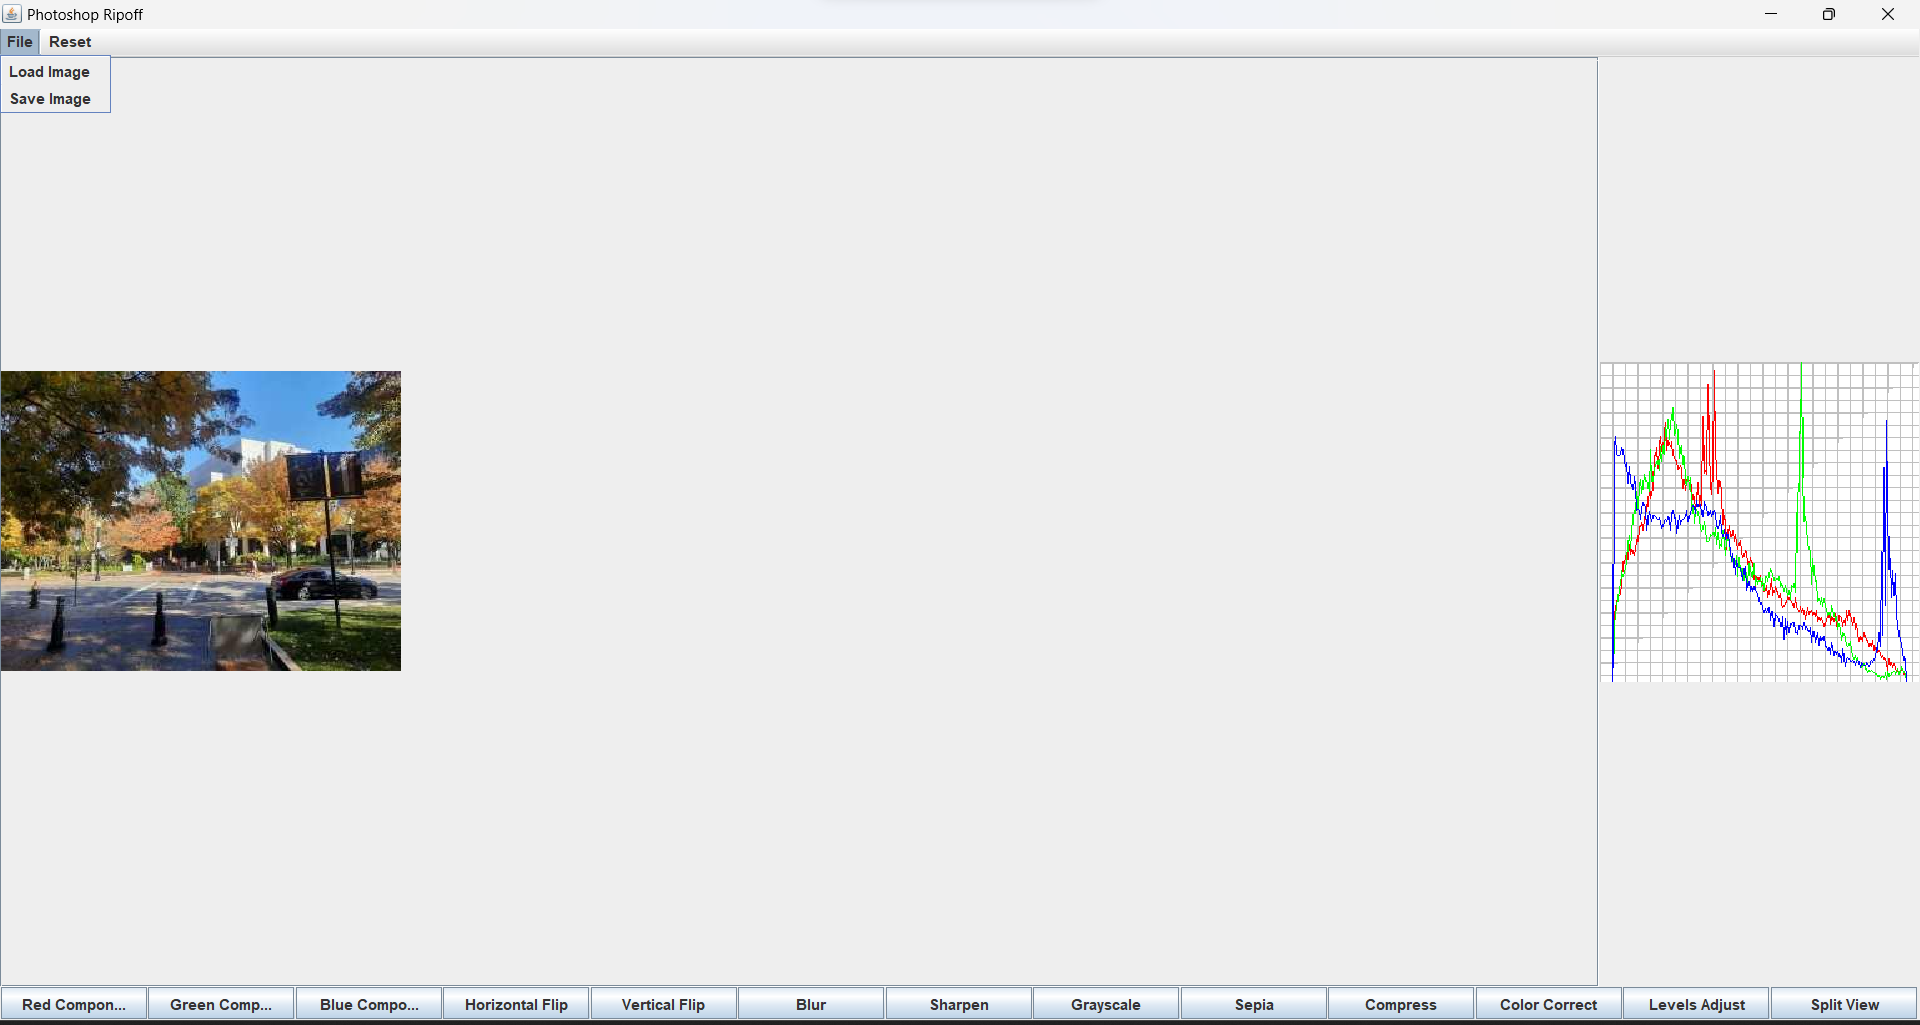 Photoshop Ripoff
File Reset
Load Image
Save Image
Red Compon... Green Comp... Blue Compo... Horizontal Flip Vertical Flip Blur Sharpen Grayscale Sepia Compress Color Correct Levels Adjust Split View